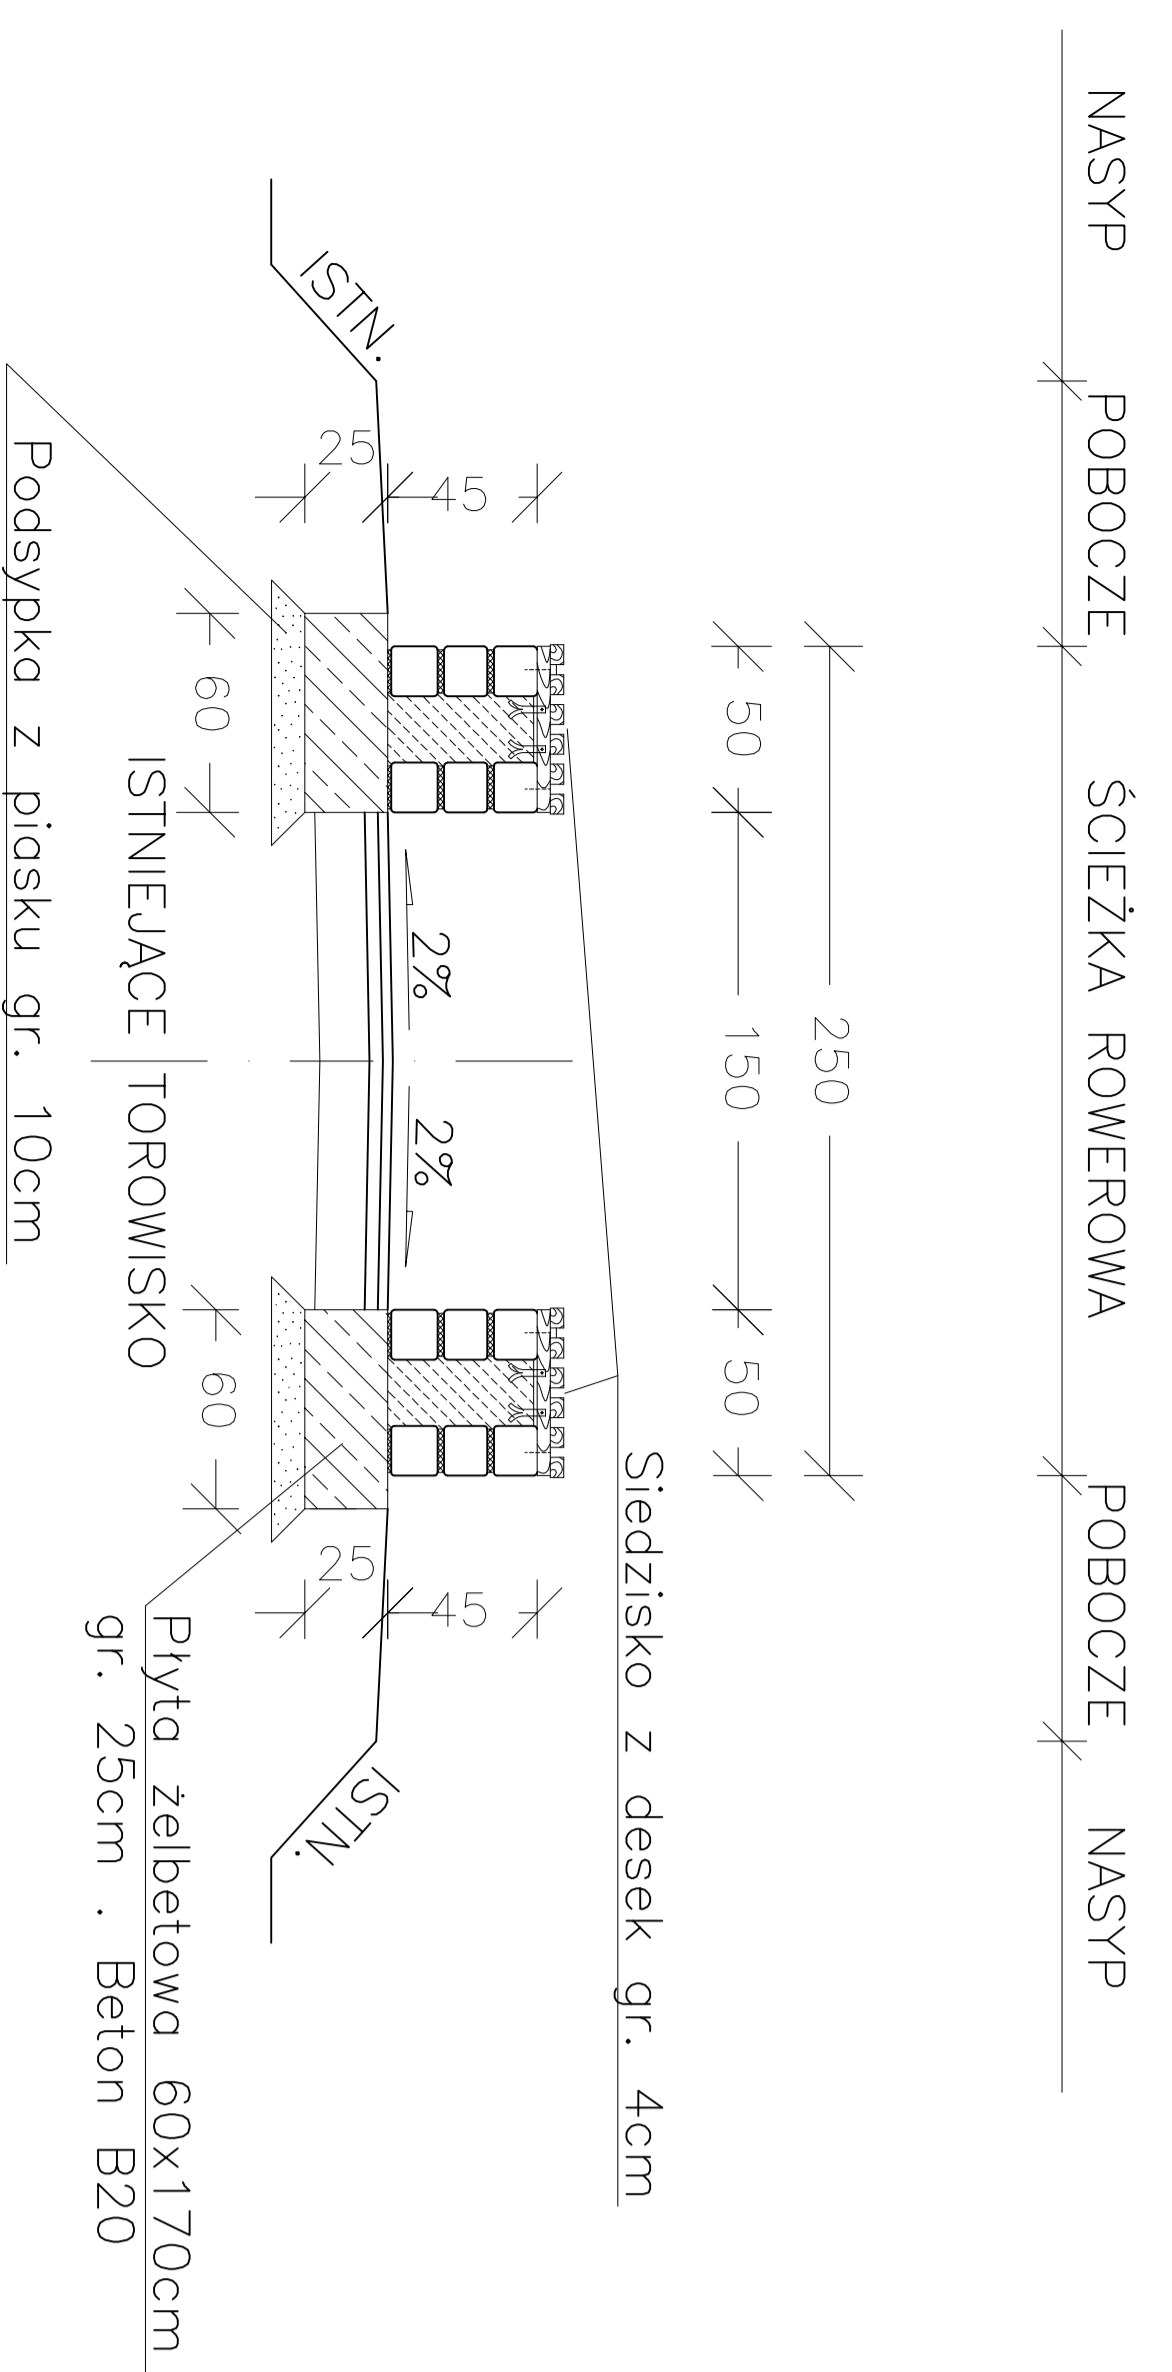 NASYP POBOCZE ŚCIEŻKA ROWEROWA POBOCZE NASYP
250
50 150 50
Siedzisko z desek gr. 4cm
45 45
2% 2%
ISTN. ISTN.
25 25
60 60
ISTNIEJĄCE TOROWISKO
Płyta żelbetowa 60x170cm
gr. 25cm . Beton B20
Podsypka z piasku gr. 10cm